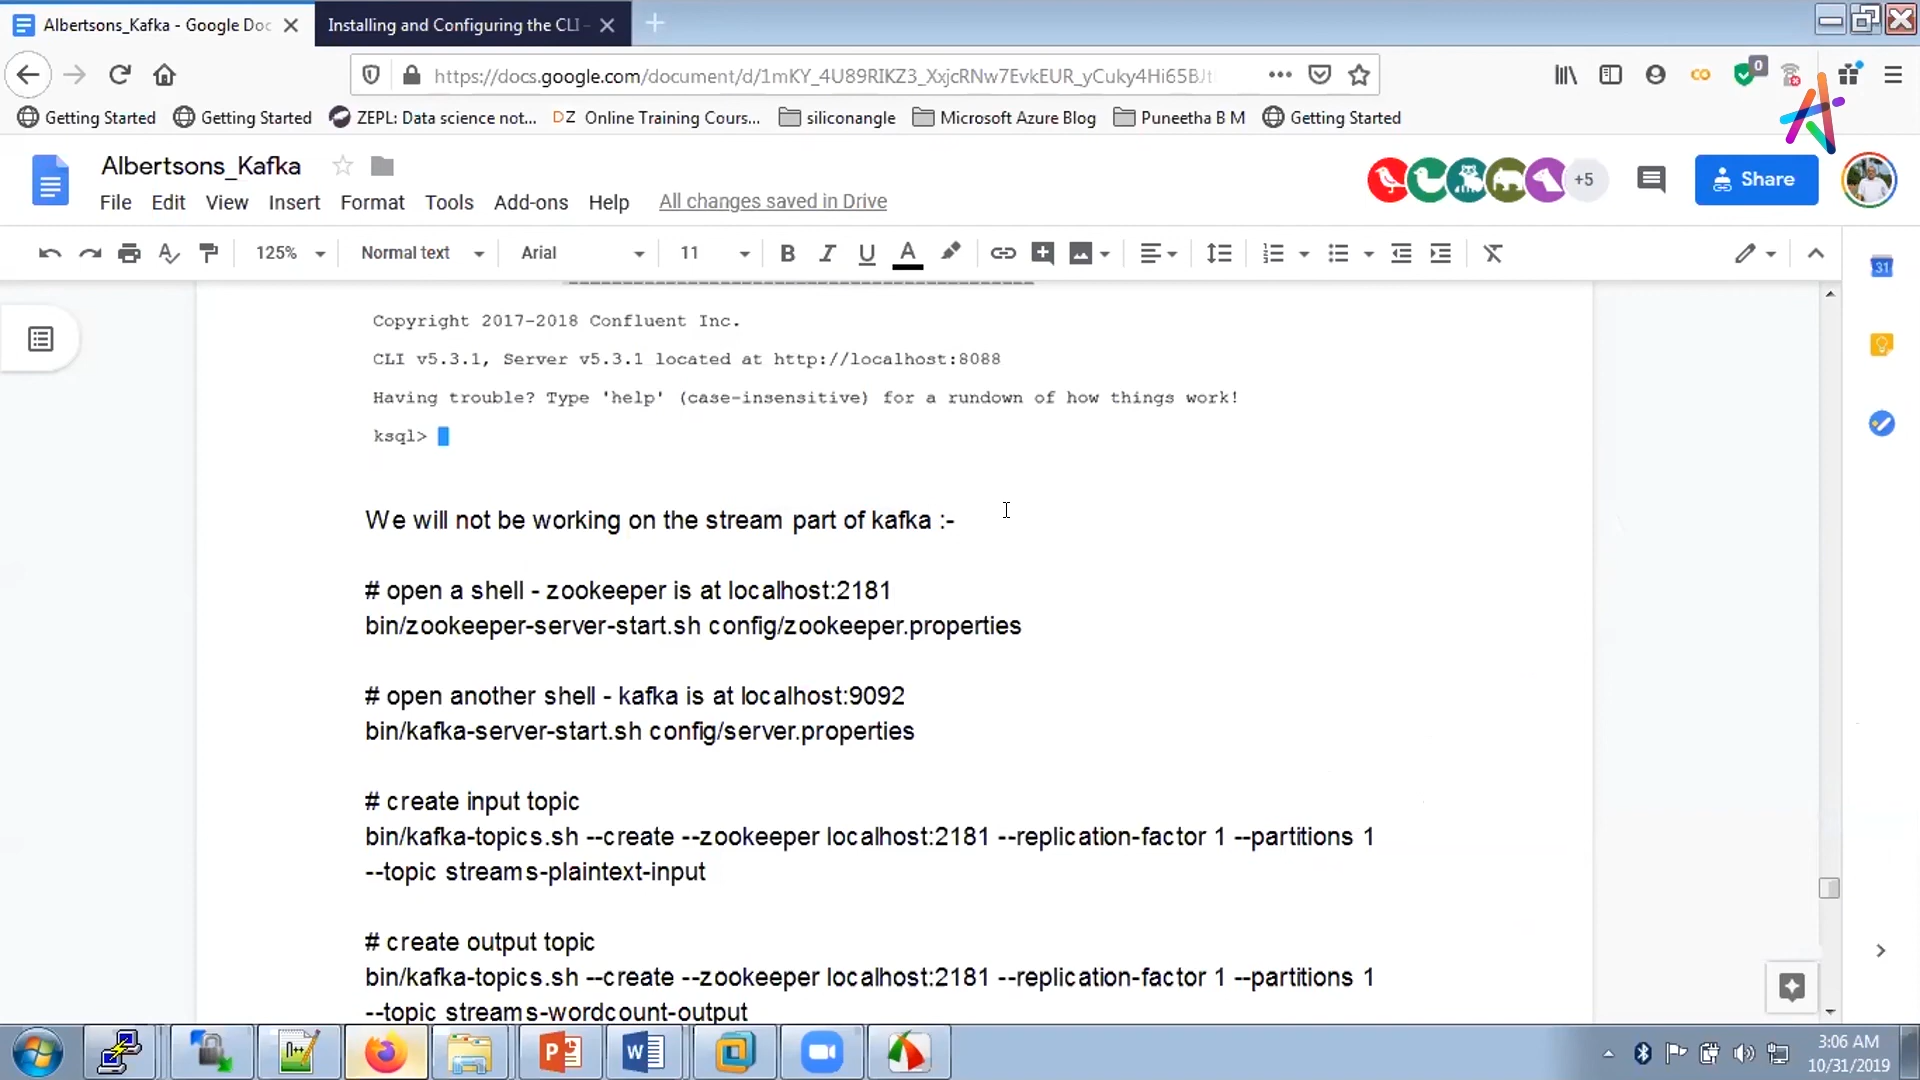 Albertsons_Kafka - Google Doc
Installing and Configuring the CLI -
https://docs.google.com/document/d/1mKY_4U89RIKZ3_XxjcRNw7EvkEUR_yCuky4Hi65BJt
0
Getting Started
Getting Started
ZEPL: Data science not...
DZ Online Training Cours...
siliconangle
Microsoft Azure Blog
Puneetha B M
Getting Started
Albertsons_Kafka
+5
Share
File Edit View Insert Format Tools Add-ons Help All changes saved in Drive
125% Normal text Arial 11 B I U A
31
Copyright 2017-2018 Confluent Inc.
CLI v5.3.1, Server v5.3.1 located at http://localhost:8088
Having trouble? Type 'help' (case-insensitive) for a rundown of how things work!
ksql>
We will not be working on the stream part of kafka :-
# open a shell - zookeeper is at localhost:2181
bin/zookeeper-server-start.sh config/zookeeper.properties
# open another shell - kafka is at localhost:9092
bin/kafka-server-start.sh config/server.properties
# create input topic
bin/kafka-topics.sh --create --zookeeper localhost:2181 --replication-factor 1 --partitions 1
--topic streams-plaintext-input
# create output topic
bin/kafka-topics.sh --create --zookeeper localhost:2181 --replication-factor 1 --partitions 1
--topic streams-wordcount-output
3:06 AM
10/31/2019